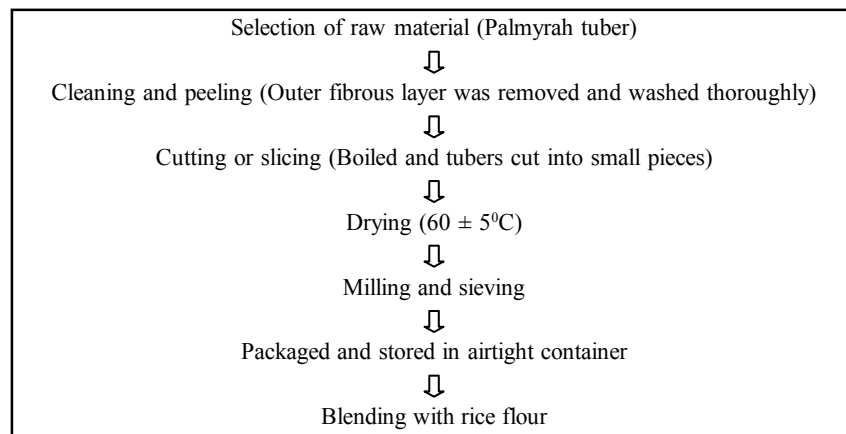 Selection of raw material (Palmyrah tuber)
Cleaning and peeling (Outer fibrous layer was removed and washed thoroughly)
Cutting or slicing (Boiled and tubers cut into small pieces)
Drying (60 ± 5⁰C)
Milling and sieving
Packaged and stored in airtight container
Blending with rice flour